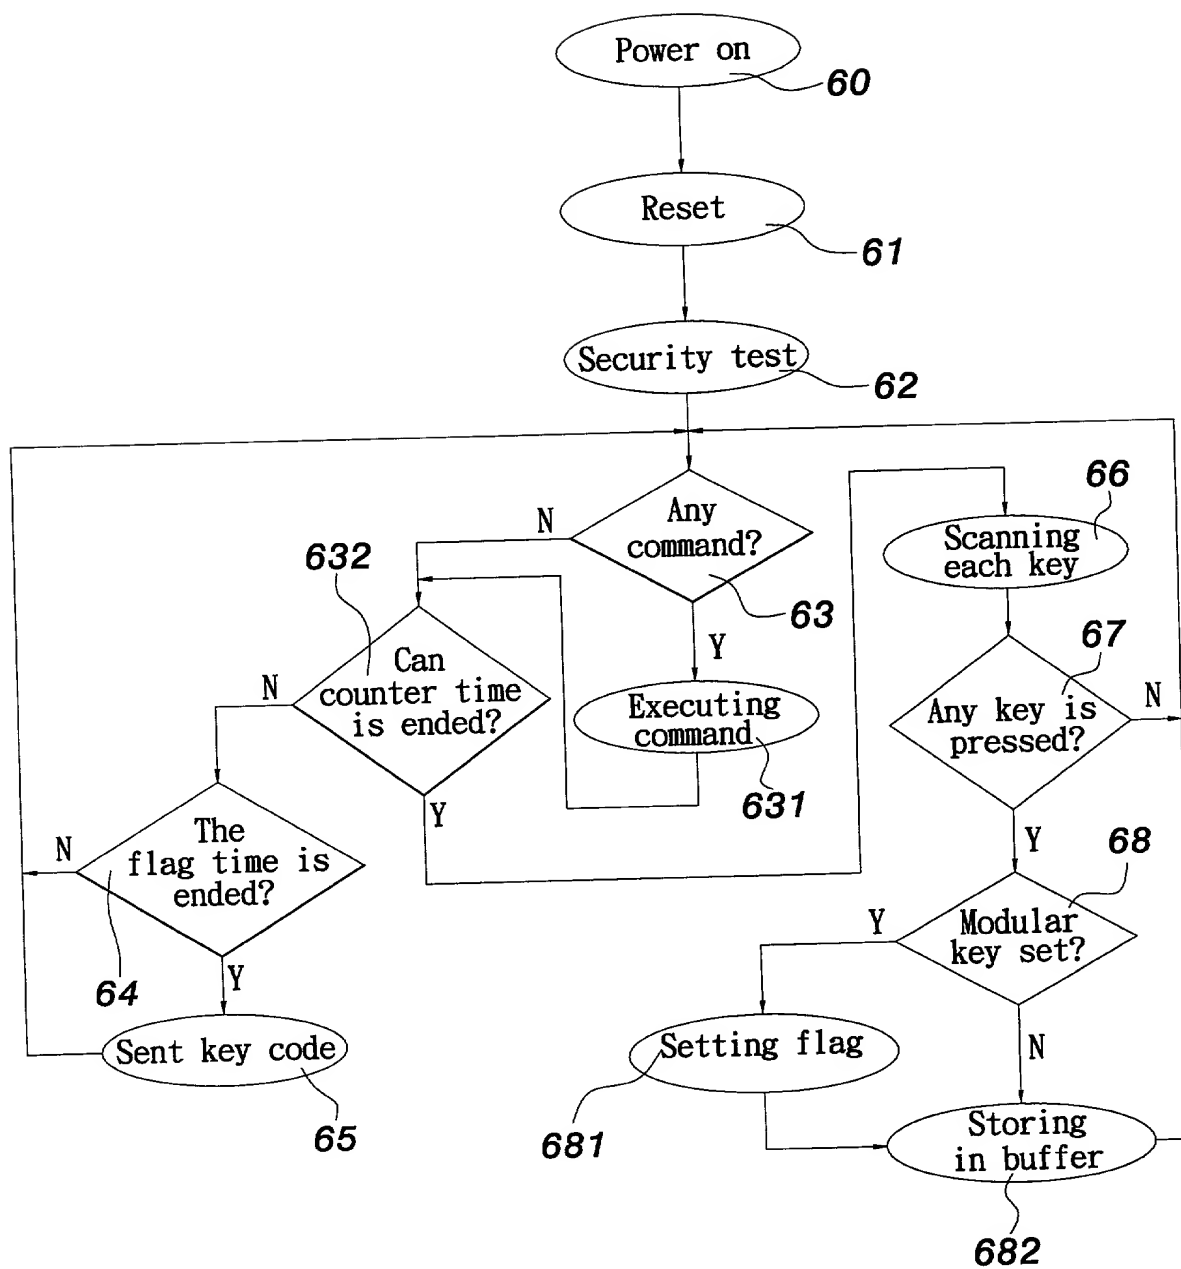 Power on
60
Reset
61
Security test
62
Any
command?
N
63
Y
66
Scanning
each key
632
Can
counter time
is ended?
N
Y
Executing
command
631
67
Any key is
pressed?
N
Y
The
flag time is
ended?
N
64
Y
68
Modular
key set?
Y
N
Sent key code
65
Setting flag
681
Storing
in buffer
682